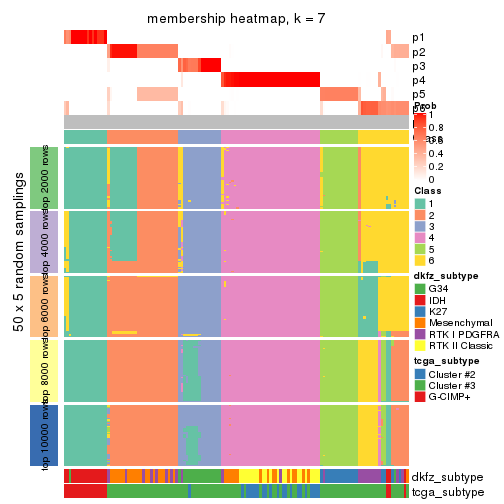 membership heatmap, k = 7
p1
p2
p3
p4
p5
Prob
1
0.8
0.6
0.4
0.2
0
Class
1
2
3
4
5
6
dkfz_subtype
G34
IDH
K27
Mesenchymal
RTK I PDGFRA
RTK II Classic
tcga_subtype
Cluster #2
Cluster #3
G-CIMP+
50 x 5 random samplings
top 2000 rows
top 4000 rows
top 6000 rows
top 8000 rows
top 10000 rows
dkfz_subtype
tcga_subtype